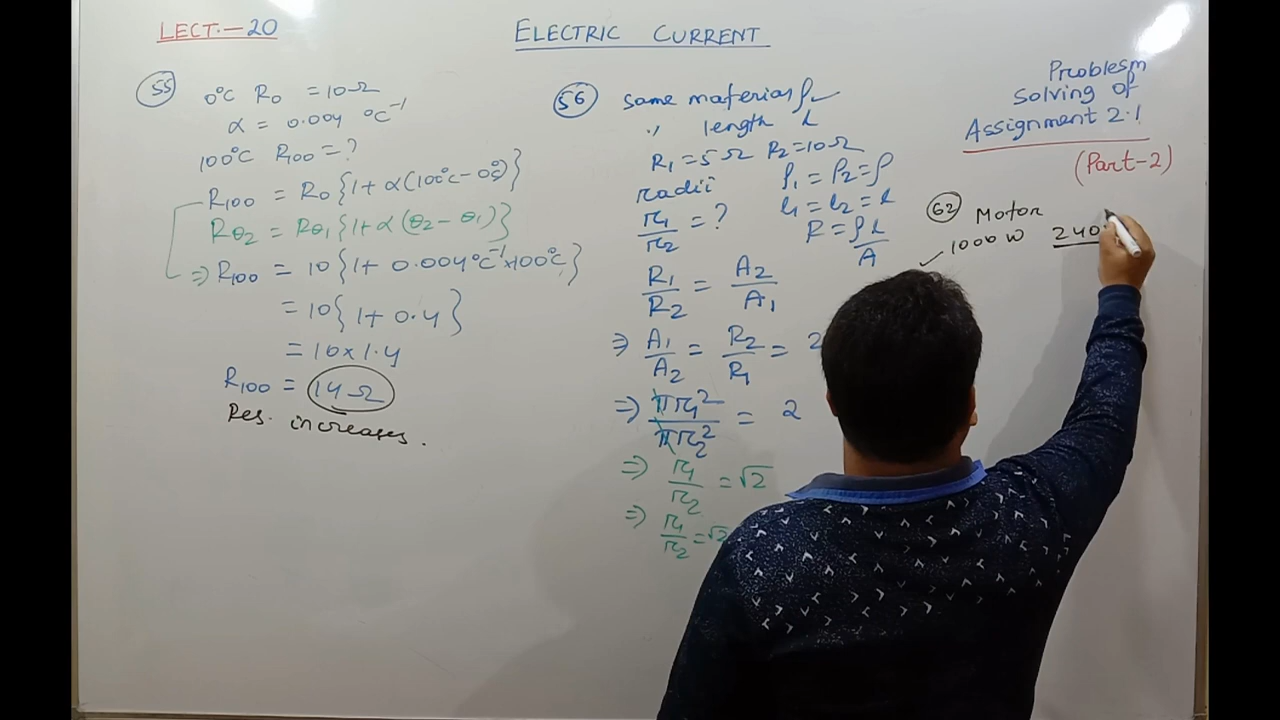 LECT.-20
ELECTRIC CURRENT
Problesm
Solving of
Assignment 2.1
(Part-2)
55
0°C R₀ = 10Ω
α = 0.004 °C⁻¹
100°C R₁₀₀ = ?
R₁₀₀ = R₀{1+α(100°C-0°C)}
Rθ₂ = Rθ₁{1+α(θ₂-θ₁)}
⇒ R₁₀₀ = 10{1+0.004°C⁻¹×100°C}
= 10{1+0.4}
= 10×1.4
R₁₀₀ = 14Ω
Res. increases.
56
same material ρ ✓
,, length l
R₁=5Ω R₂=10Ω
radii
r₁/r₂ = ?
ρ₁ = ρ₂ = ρ
l₁ = l₂ = l
R = ρl/A
R₁/R₂ = A₂/A₁
⇒ A₁/A₂ = R₂/R₁ = 2
⇒ πr₁²/πr₂² = 2
⇒ r₁/r₂ = √2
⇒ r₁/r₂ = √2
62
Motor
✓ 1000 W 240